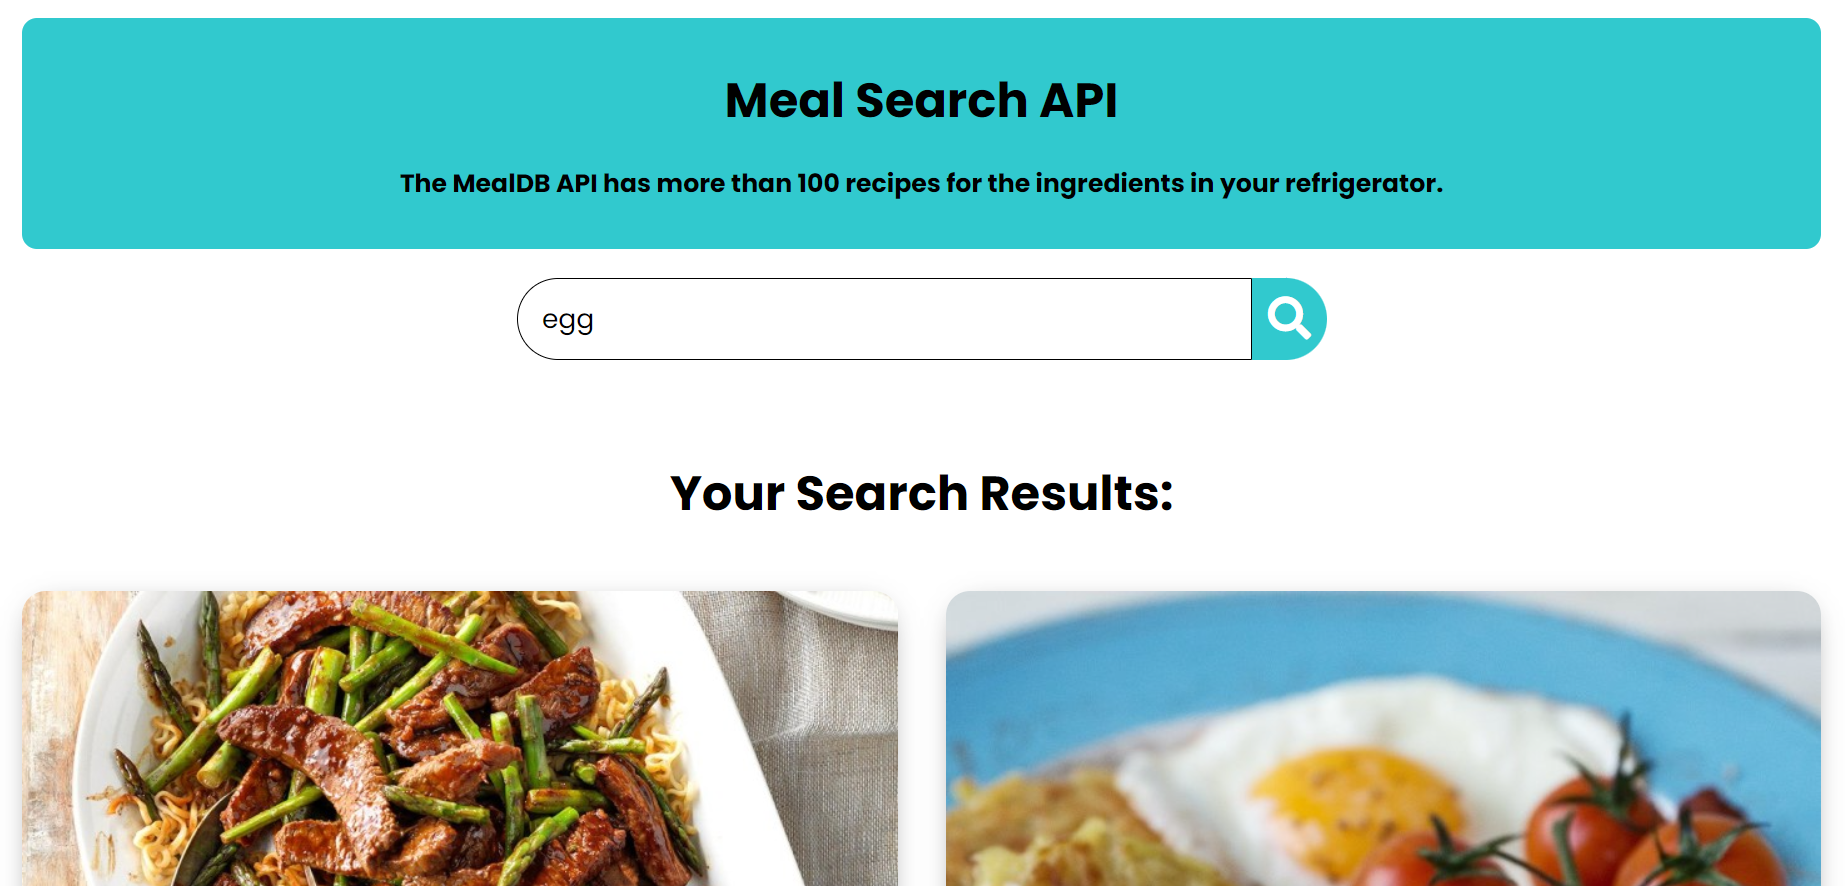 Meal Search API
The MealDB API has more than 100 recipes for the ingredients in your refrigerator.
egg
Your Search Results: